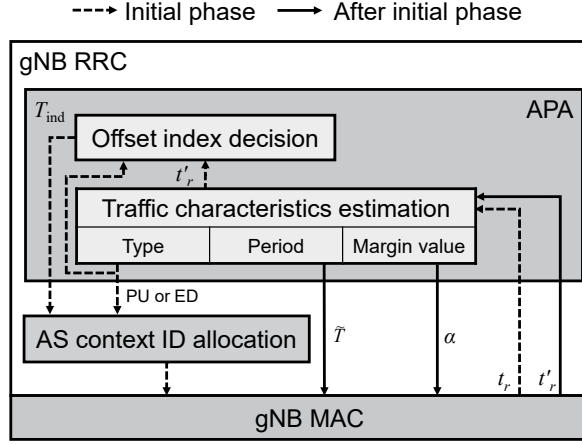 Initial phase
After initial phase
gNB RRC
APA
T_ind
Offset index decision
t'_r
Traffic characteristics estimation
Type
Period
Margin value
PU or ED
AS context ID allocation
T̃
α
t_r
t'_r
gNB MAC